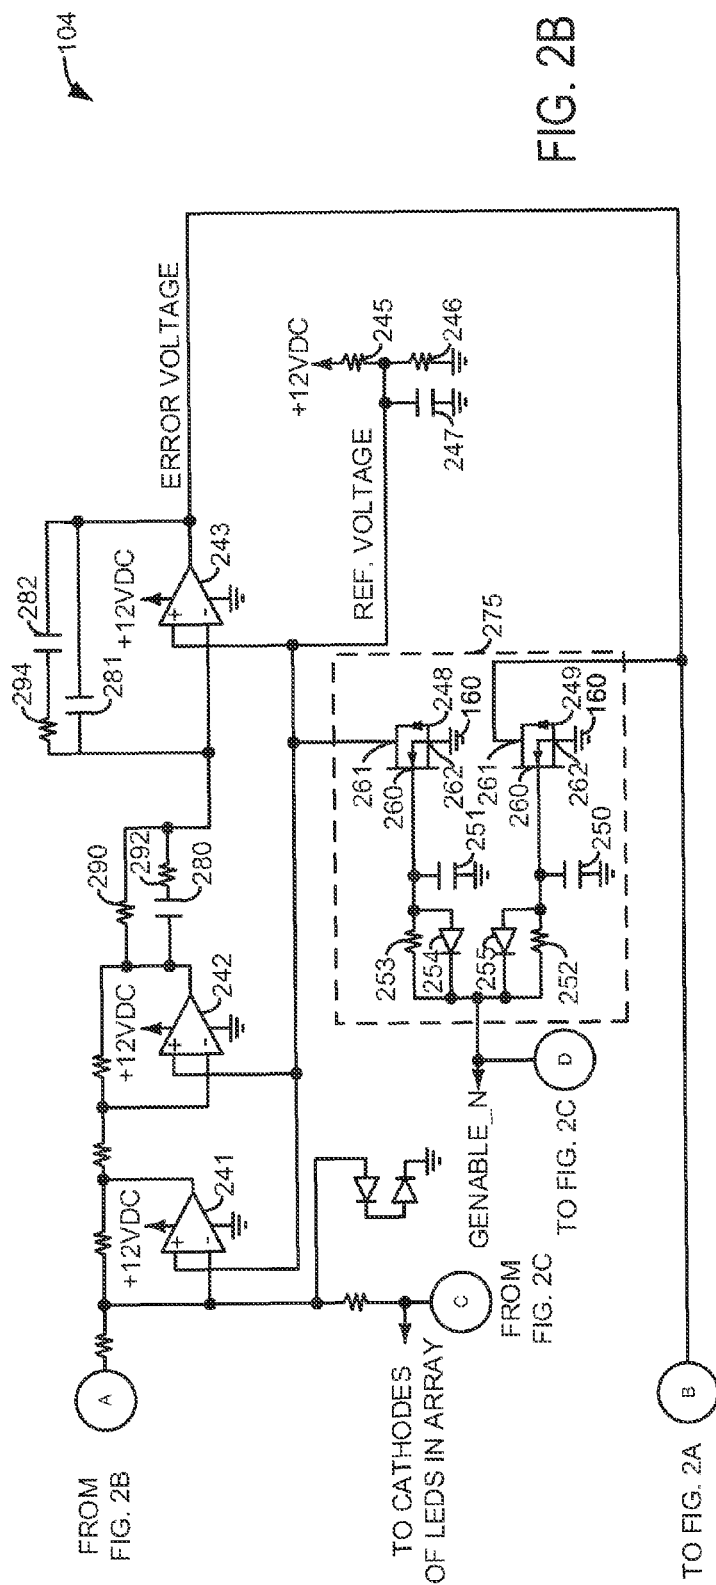 104
FIG. 2B
ERROR VOLTAGE
+12VDC
245
246
247
REF. VOLTAGE
282
294
281
+12VDC
243
+
-
275
290
292
280
+12VDC
242
+
-
261
248
260
262
160
261
249
260
262
160
251
250
253
254
255
252
+12VDC
241
+
-
GENABLE_N
D
TO FIG. 2C
C
FROM
FIG. 2C
TO CATHODES
OF LEDS IN ARRAY
A
FROM
FIG. 2B
B
TO FIG. 2A